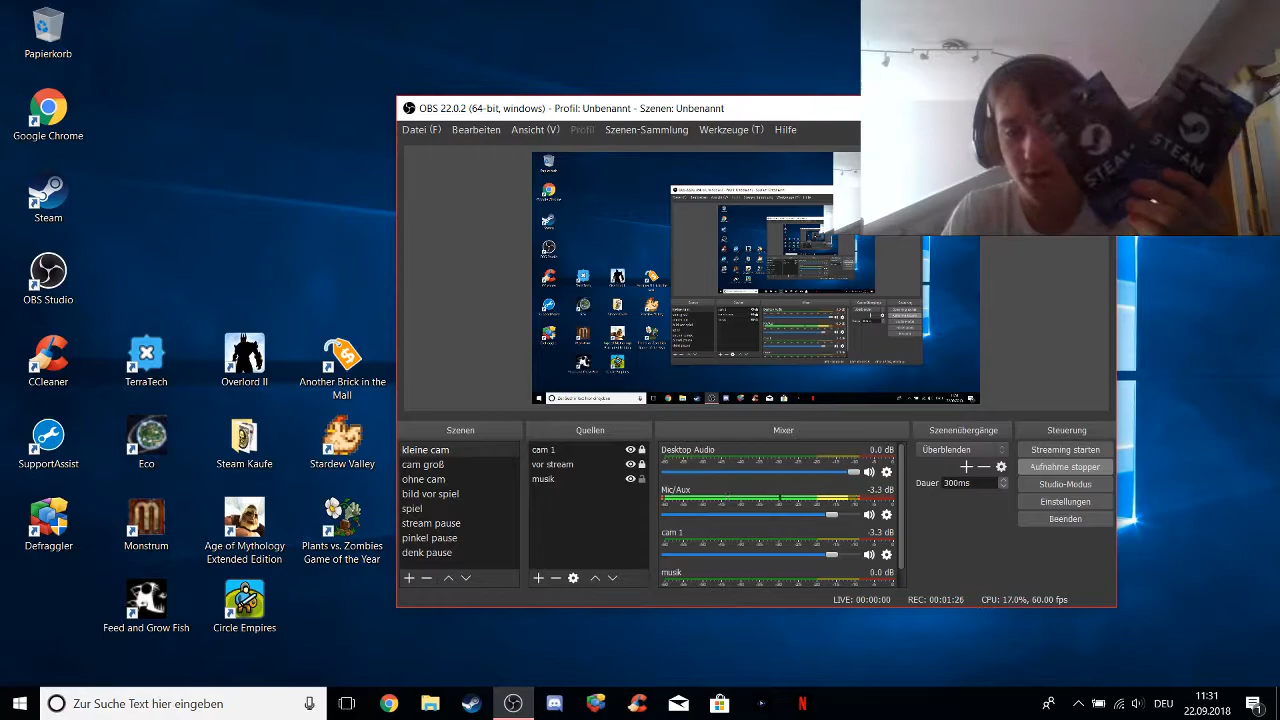 Papierkorb
Google Chrome
Steam
OBS Studio
CCleaner
TerraTech
Overlord II
Another Brick in the
Mall
SupportAssist
Eco
Steam Käufe
Stardew Valley
Defraggler
Monstrum
Age of Mythology
Extended Edition
Plants vs. Zombies
Game of the Year
Feed and Grow Fish
Circle Empires
OBS 22.0.2 (64-bit, windows) - Profil: Unbenannt - Szenen: Unbenannt
Datei (F) Bearbeiten Ansicht (V) Profil Szenen-Sammlung Werkzeuge (T) Hilfe
STEAM
STEAM
Szenen
kleine cam
cam groß
ohne cam
bild vor spiel
spiel
stream pause
pinkel pause
denk pause
Quellen
cam 1
vor stream
musik
Mixer
Desktop Audio 0.0 dB
Mic/Aux -3.3 dB
cam 1 -3.3 dB
musik 0.0 dB
Szenenübergänge
Überblenden
Dauer 300ms
Steuerung
Streaming starten
Aufnahme stopper
Studio-Modus
Einstellungen
Beenden
LIVE: 00:00:00 REC: 00:01:26 CPU: 17.0%, 60.00 fps
Zur Suche Text hier eingeben
DEU
11:31
22.09.2018